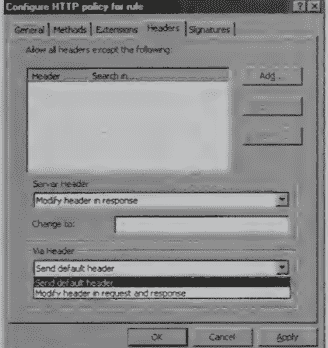 Configure HTTP policy for rule
General Methods Extensions Headers Signatures
Allow all headers except the following:
Header Search in...
Add...
Server Header
Modify header in response
Change to:
Via Header
Send default header
Send default header
Modify header in request and response
OK Cancel Apply